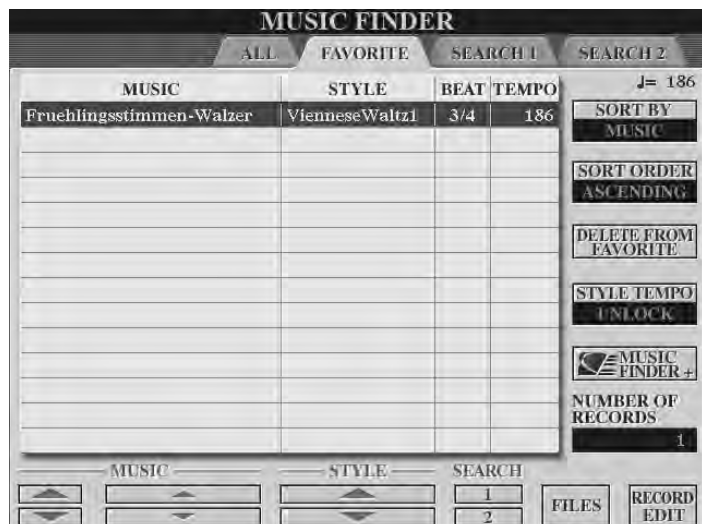 MUSIC FINDER
ALL FAVORITE SEARCH 1 SEARCH 2
MUSIC STYLE BEAT TEMPO
Fruehlingsstimmen-Walzer VienneseWaltz1 3/4 186
♩= 186
SORT BY
MUSIC
SORT ORDER
ASCENDING
DELETE FROM
FAVORITE
STYLE TEMPO
UNLOCK
MUSIC
FINDER +
NUMBER OF
RECORDS
1
MUSIC STYLE SEARCH
1
2
FILES
RECORD
EDIT